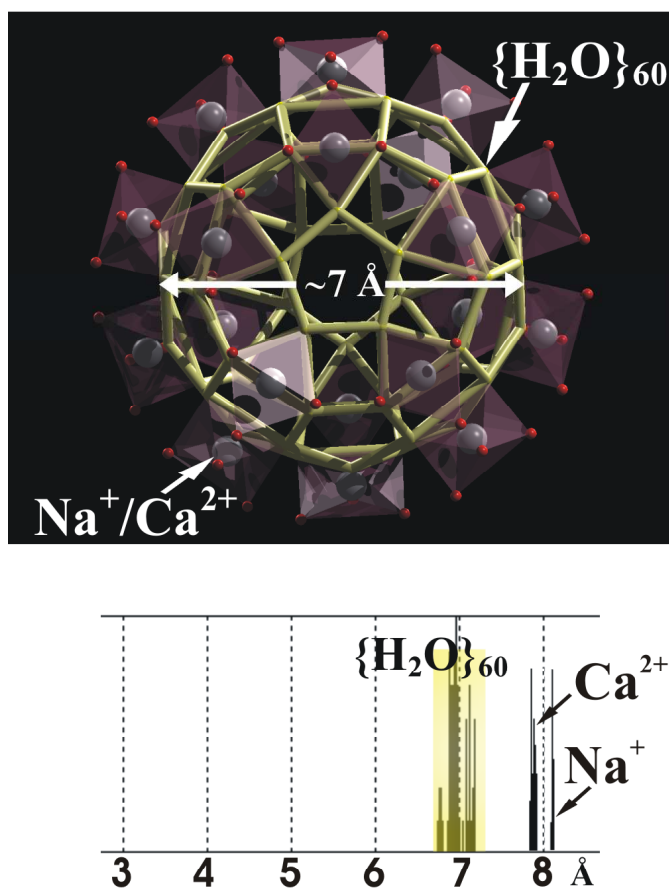 {H₂O}₆₀
~7 Å
Na⁺/Ca²⁺
{H₂O}₆₀
Ca²⁺
Na⁺
3 4 5 6 7 8 Å